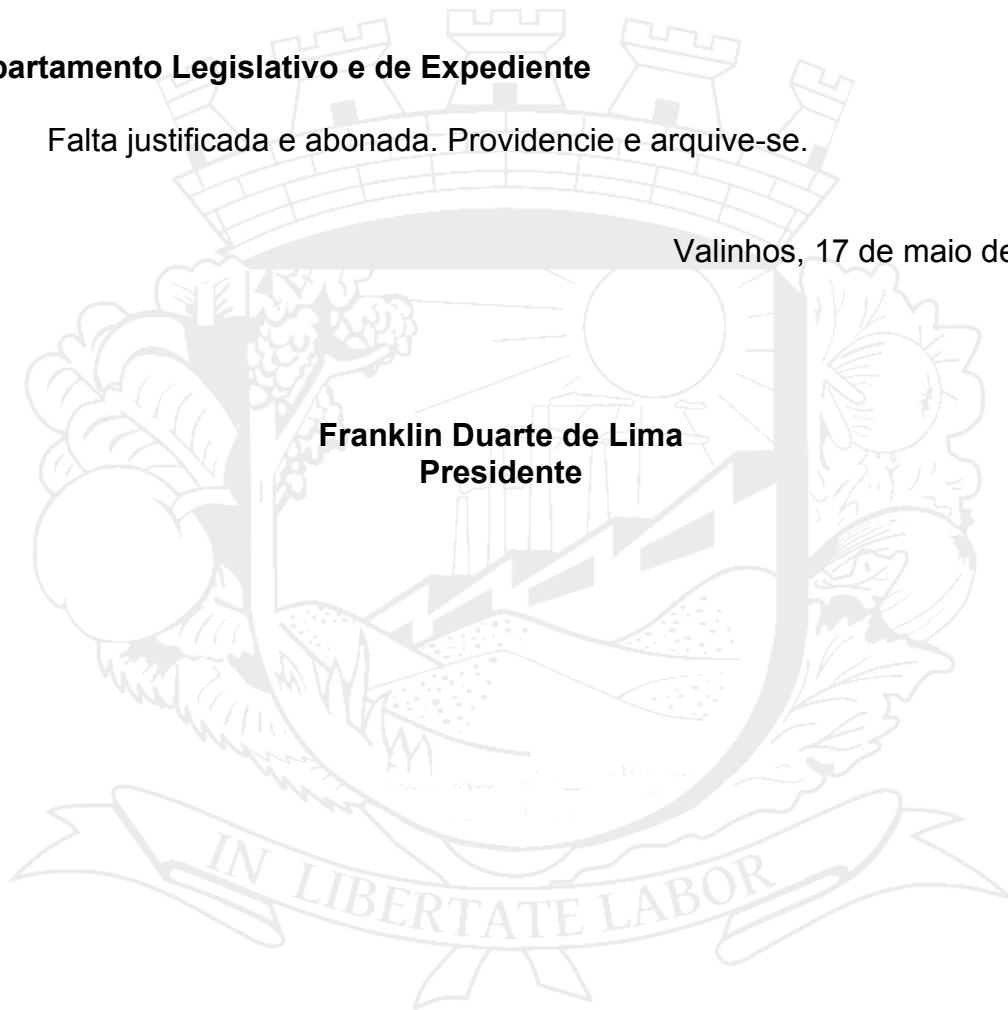 partamento Legislativo e de Expediente
Falta justificada e abonada. Providencie e arquive-se.
Valinhos, 17 de maio de
Franklin Duarte de Lima
Presidente
IN LIBERTATE LABOR